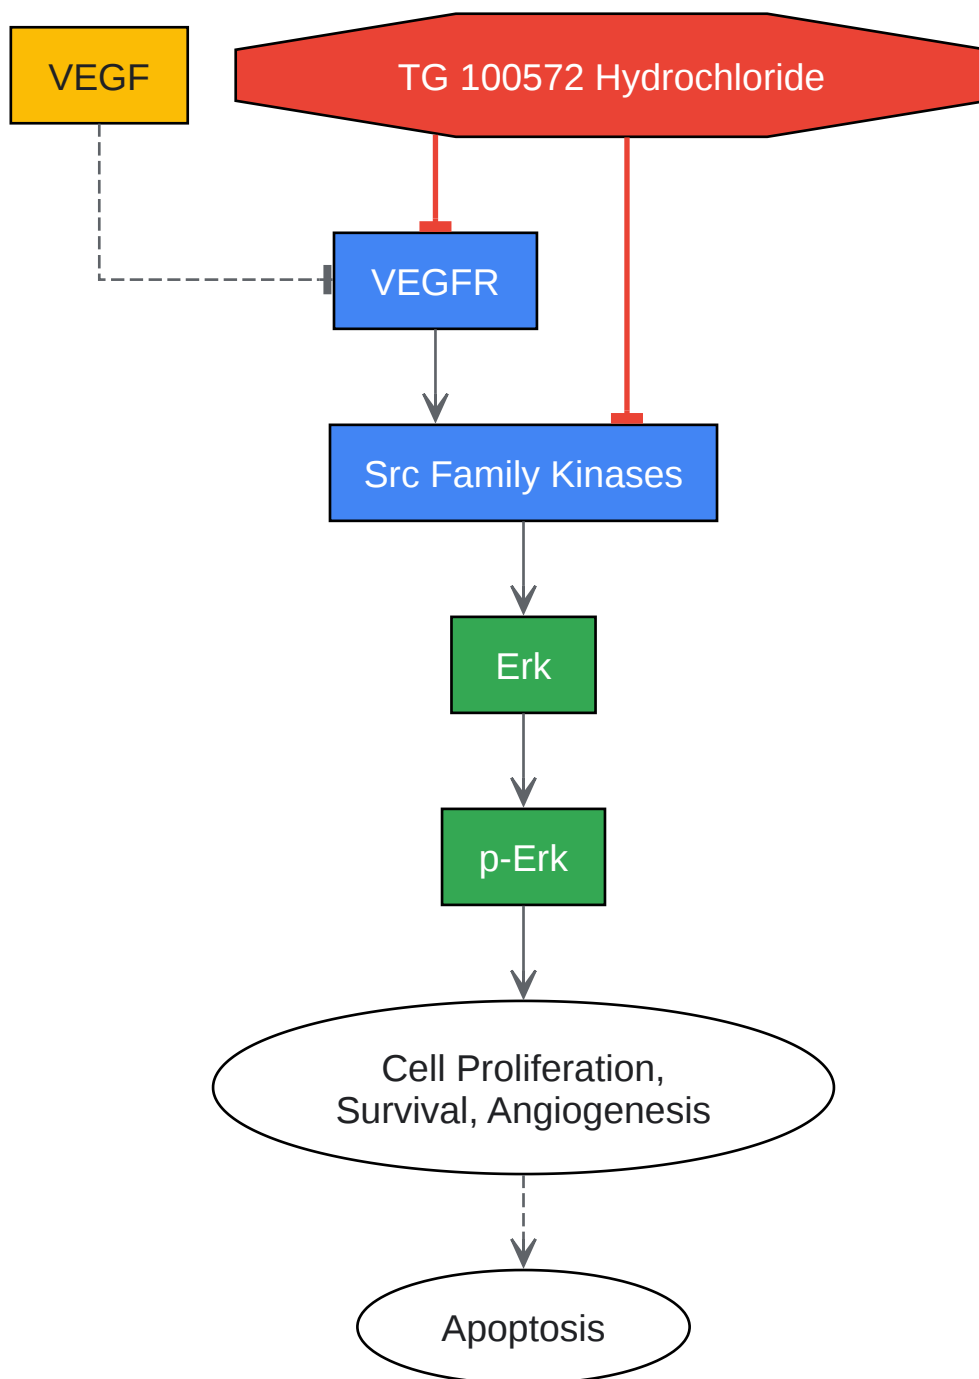 VEGF
TG 100572 Hydrochloride
VEGFR
Src Family Kinases
Erk
p-Erk
Cell Proliferation,
Survival, Angiogenesis
Apoptosis